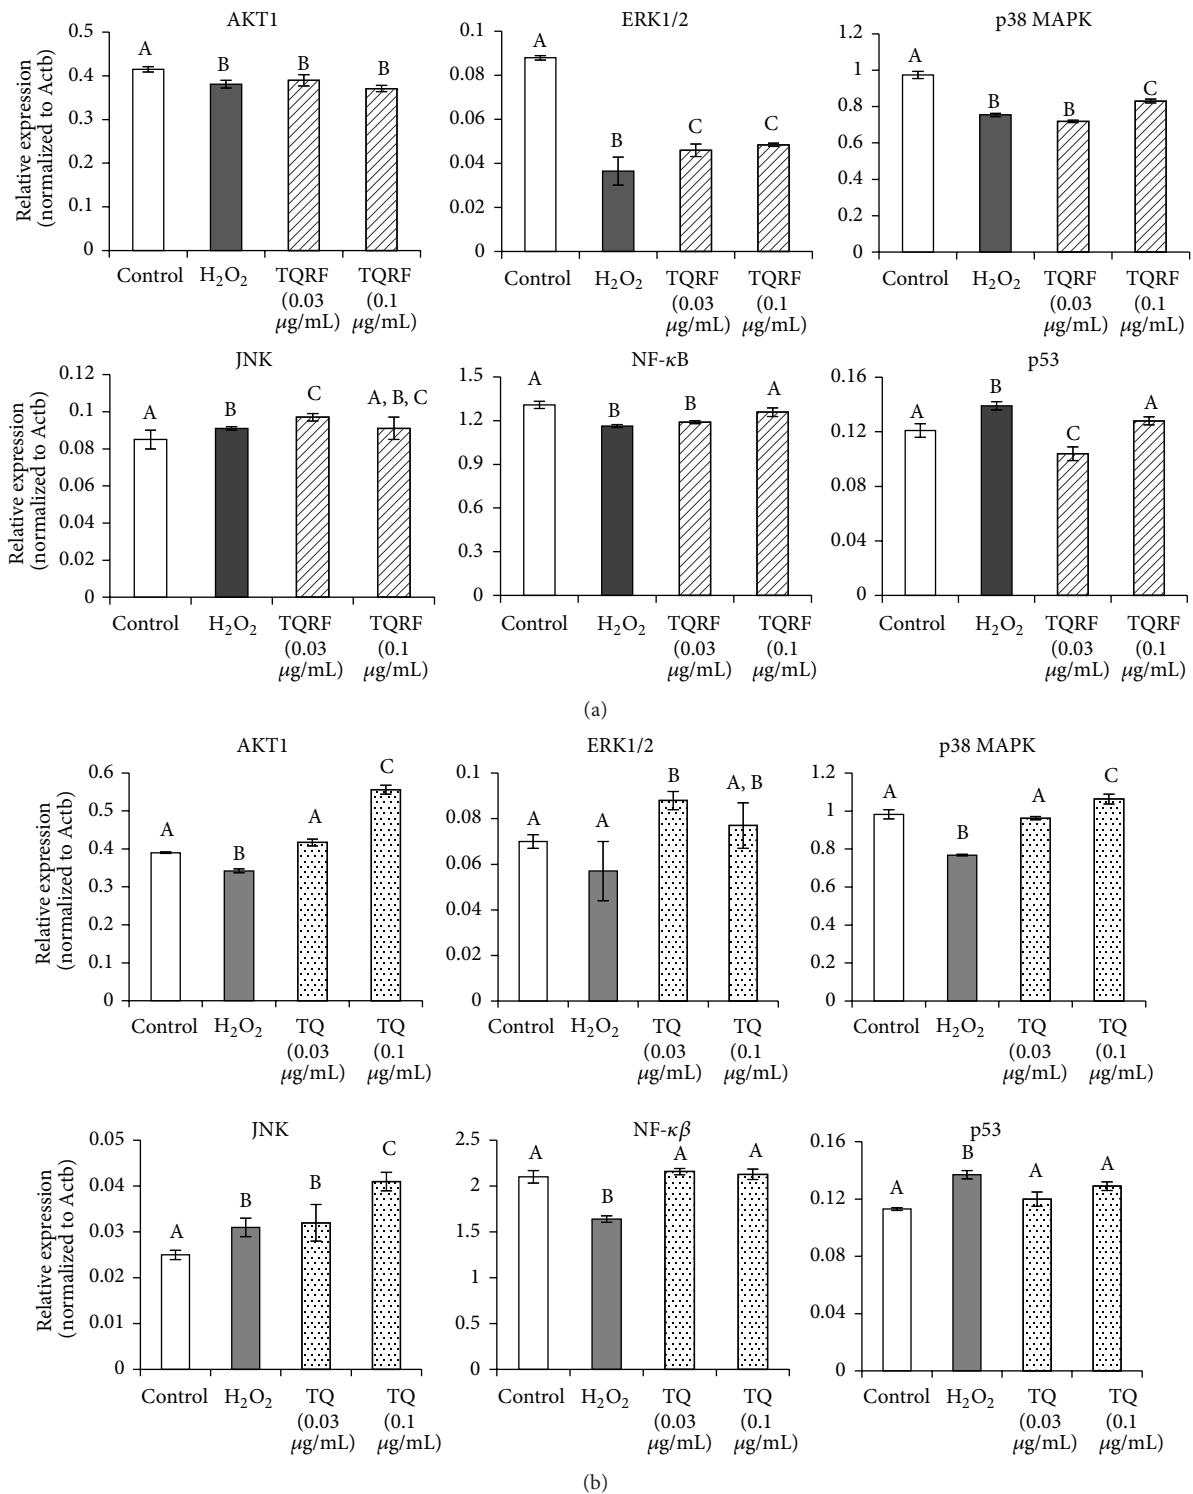 AKT1
Relative expression
(normalized to Actb)
0.5
0.4
0.3
0.2
0.1
0
A
B
B
B
Control
H₂O₂
TQRF
(0.03
μg/mL)
TQRF
(0.1
μg/mL)
ERK1/2
0.1
0.08
0.06
0.04
0.02
0
A
B
C
C
Control
H₂O₂
TQRF
(0.03
μg/mL)
TQRF
(0.1
μg/mL)
p38 MAPK
1.2
1
0.8
0.6
0.4
0.2
0
A
B
B
C
Control
H₂O₂
TQRF
(0.03
μg/mL)
TQRF
(0.1
μg/mL)
JNK
Relative expression
(normalized to Actb)
0.12
0.1
0.08
0.06
0.04
0.02
0
A
B
C
A, B, C
Control
H₂O₂
TQRF
(0.03
μg/mL)
TQRF
(0.1
μg/mL)
NF-κB
1.5
1.2
0.9
0.6
0.3
0
A
B
B
A
Control
H₂O₂
TQRF
(0.03
μg/mL)
TQRF
(0.1
μg/mL)
p53
0.16
0.12
0.08
0.04
0
A
B
C
A
Control
H₂O₂
TQRF
(0.03
μg/mL)
TQRF
(0.1
μg/mL)
(a)
AKT1
Relative expression
(normalized to Actb)
0.6
0.5
0.4
0.3
0.2
0.1
0
A
B
A
C
Control
H₂O₂
TQ
(0.03
μg/mL)
TQ
(0.1
μg/mL)
ERK1/2
0.1
0.08
0.06
0.04
0.02
0
A
A
B
A, B
Control
H₂O₂
TQ
(0.03
μg/mL)
TQ
(0.1
μg/mL)
p38 MAPK
1.2
1
0.8
0.6
0.4
0.2
0
A
B
A
C
Control
H₂O₂
TQ
(0.03
μg/mL)
TQ
(0.1
μg/mL)
JNK
Relative expression
(normalized to Actb)
0.05
0.04
0.03
0.02
0.01
0
A
B
B
C
Control
H₂O₂
TQ
(0.03
μg/mL)
TQ
(0.1
μg/mL)
NF-κβ
2.5
2
1.5
1
0.5
0
A
B
A
A
Control
H₂O₂
TQ
(0.03
μg/mL)
TQ
(0.1
μg/mL)
p53
0.16
0.12
0.08
0.04
0
A
B
A
A
Control
H₂O₂
TQ
(0.03
μg/mL)
TQ
(0.1
μg/mL)
(b)